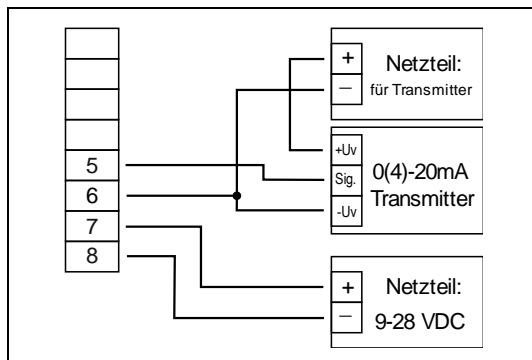 5
6
7
8
+
–
Netzteil:
für Transmitter
+Uv
Sig.
-Uv
0(4)-20mA
Transmitter
+
–
Netzteil:
9-28 VDC